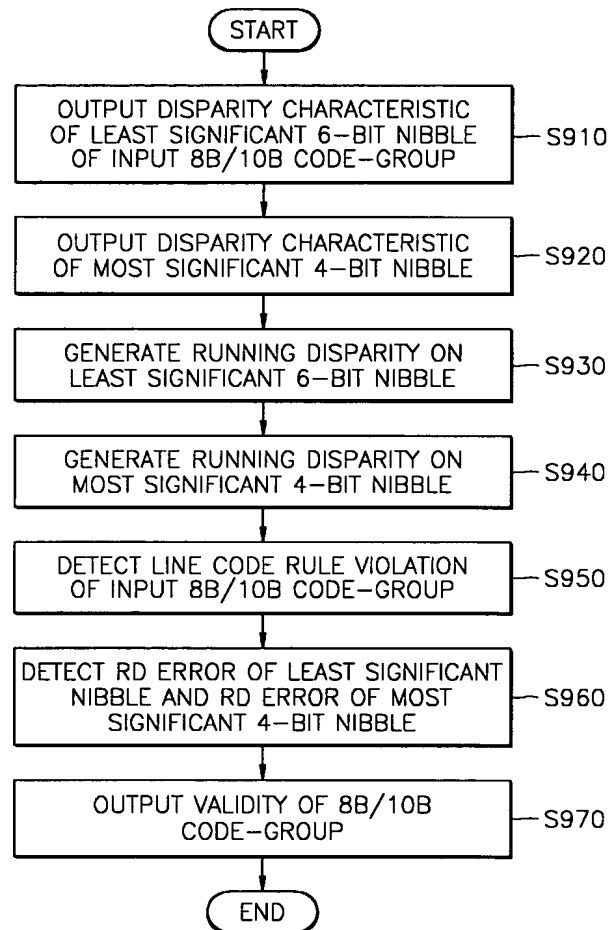 START
OUTPUT DISPARITY CHARACTERISTIC
OF LEAST SIGNIFICANT 6-BIT NIBBLE
OF INPUT 8B/10B CODE-GROUP
S910
OUTPUT DISPARITY CHARACTERISTIC
OF MOST SIGNIFICANT 4-BIT NIBBLE
S920
GENERATE RUNNING DISPARITY ON
LEAST SIGNIFICANT 6-BIT NIBBLE
S930
GENERATE RUNNING DISPARITY ON
MOST SIGNIFICANT 4-BIT NIBBLE
S940
DETECT LINE CODE RULE VIOLATION
OF INPUT 8B/10B CODE-GROUP
S950
DETECT RD ERROR OF LEAST SIGNIFICANT
NIBBLE AND RD ERROR OF MOST
SIGNIFICANT 4-BIT NIBBLE
S960
OUTPUT VALIDITY OF 8B/10B
CODE-GROUP
S970
END